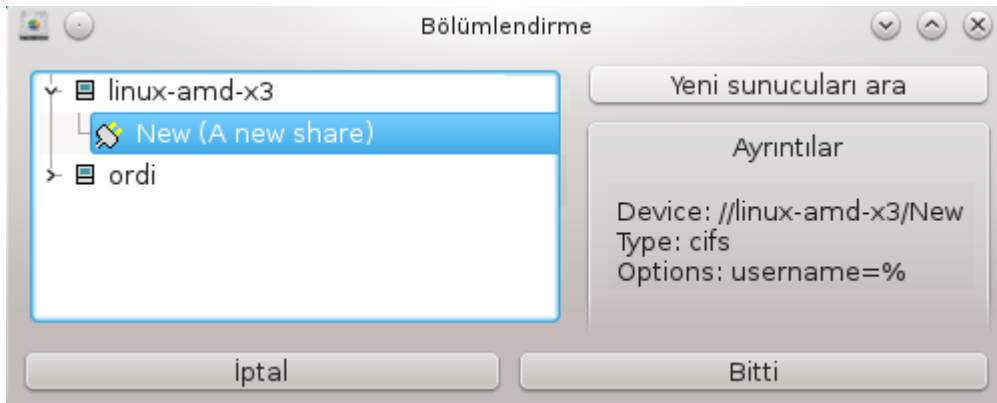 Bölümlendirme
linux-amd-x3
New (A new share)
ordi
Yeni sunucuları ara
Ayrıntılar
Device: //linux-amd-x3/New
Type: cifs
Options: username=%
İptal
Bitti